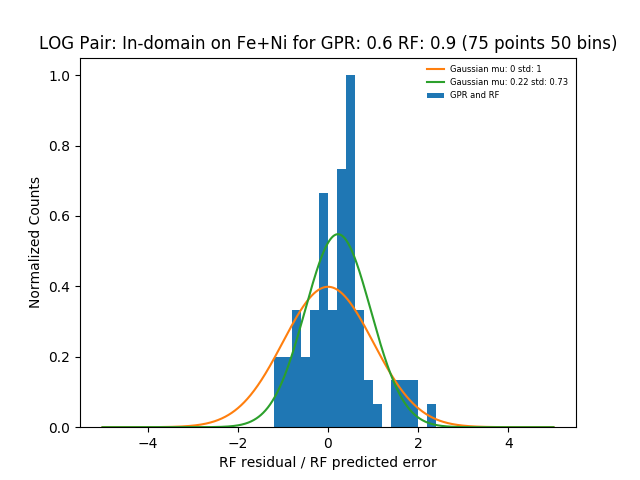 LOG Pair: In-domain on Fe+Ni for GPR: 0.6 RF: 0.9 (75 points 50 bins)
Gaussian mu: 0 std: 1
Gaussian mu: 0.22 std: 0.73
GPR and RF
Normalized Counts
1.0
0.8
0.6
0.4
0.2
0.0
−4 −2 0 2 4
RF residual / RF predicted error